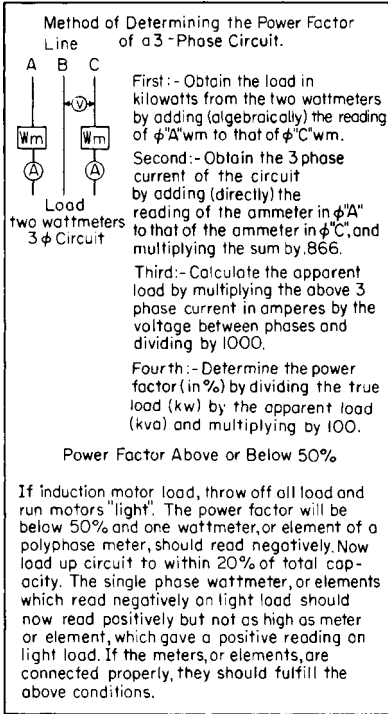 Method of Determining the Power Factor
Line of a 3-Phase Circuit.
A B C
V
Wm Wm
A A
Load
two wattmeters
3 ϕ Circuit
First:- Obtain the load in
kilowatts from the two wattmeters
by adding (algebraically) the reading
of ϕ"A"wm to that of ϕ"C"wm.
Second:- Obtain the 3 phase
current of the circuit
by adding (directly) the
reading of the ammeter in ϕ"A"
to that of the ammeter in ϕ"C", and
multiplying the sum by .866.
Third:- Calculate the apparent
load by multiplying the above 3
phase current in amperes by the
voltage between phases and
dividing by 1000.
Fourth:- Determine the power
factor (in %) by dividing the true
load (kw) by the apparent load
(kva) and multiplying by 100.
Power Factor Above or Below 50%
If induction motor load, throw off all load and
run motors "light". The power factor will be
below 50% and one wattmeter, or element of a
polyphase meter, should read negatively. Now
load up circuit to within 20% of total cap-
acity. The single phase wattmeter, or elements
which read negatively on light load should
now read positively but not as high as meter
or element, which gave a positive reading on
light load. If the meters, or elements, are
connected properly, they should fulfill the
above conditions.